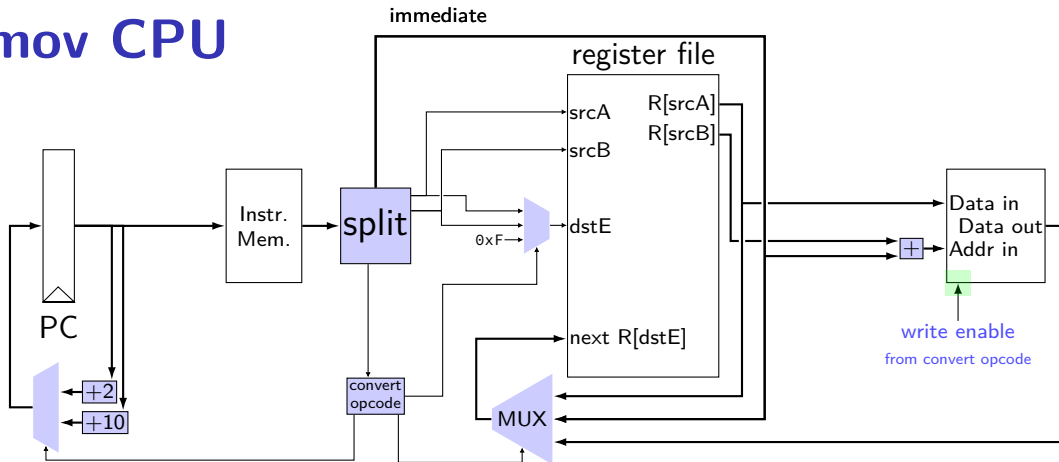 immediate
mov CPU
register file
srcA
R[srcA]
R[srcB]
srcB
split
Instr.
Mem.
0xF
dstE
Data in
Data out
Addr in
+
PC
next R[dstE]
write enable
from convert opcode
+2
+10
convert
opcode
MUX